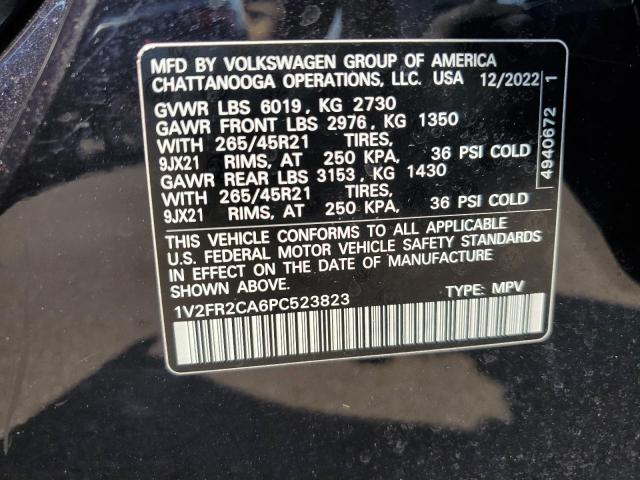 MFD BY VOLKSWAGEN GROUP OF AMERICA
CHATTANOOGA OPERATIONS, LLC. USA 12/2022
GVWR LBS 6019, KG 2730
GAWR FRONT LBS 2976, KG 1350
WITH 265/45R21 TIRES,
9JX21 RIMS, AT 250 KPA, 36 PSI COLD
GAWR REAR LBS 3153, KG 1430
WITH 265/45R21 TIRES,
9JX21 RIMS, AT 250 KPA, 36 PSI COLD
THIS VEHICLE CONFORMS TO ALL APPLICABLE
U.S. FEDERAL MOTOR VEHICLE SAFETY STANDARDS
IN EFFECT ON THE DATE OF MANUFACTURE
SHOWN ABOVE.
1V2FR2CA6PC523823 TYPE: MPV
4940672 1